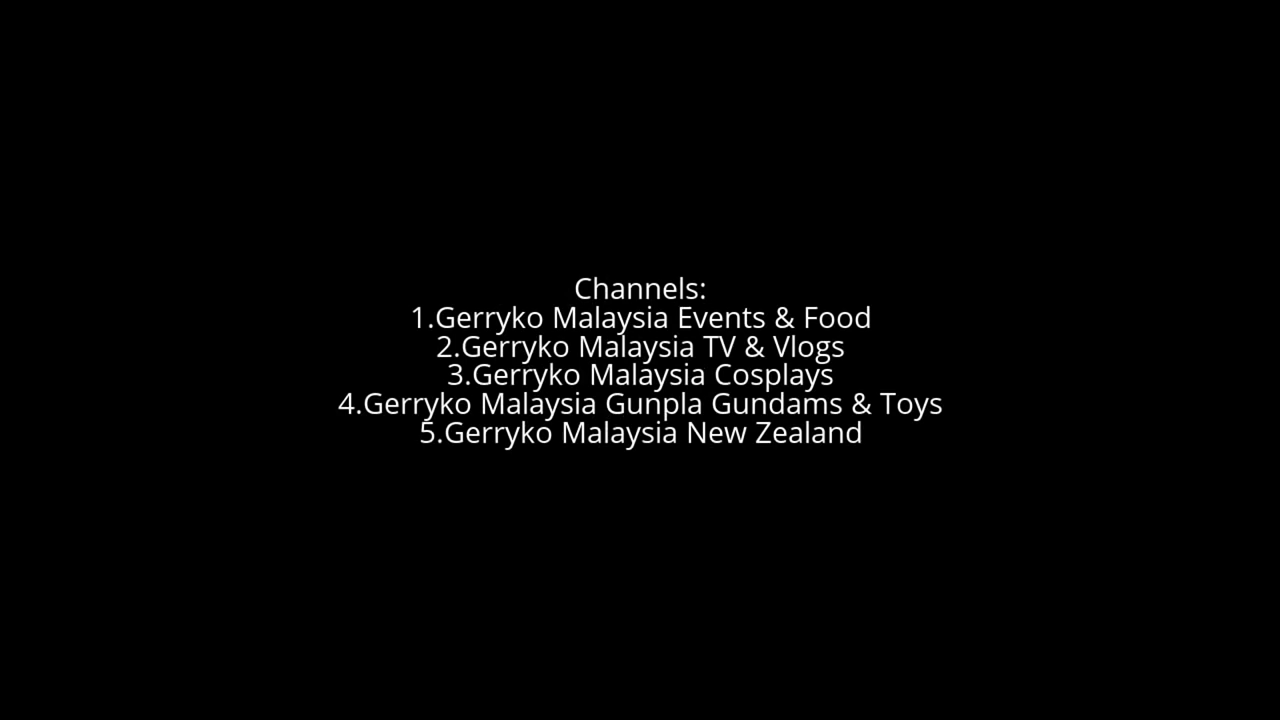 Channels:
1.Gerryko Malaysia Events & Food
2.Gerryko Malaysia TV & Vlogs
3.Gerryko Malaysia Cosplays
4.Gerryko Malaysia Gunpla Gundams & Toys
5.Gerryko Malaysia New Zealand